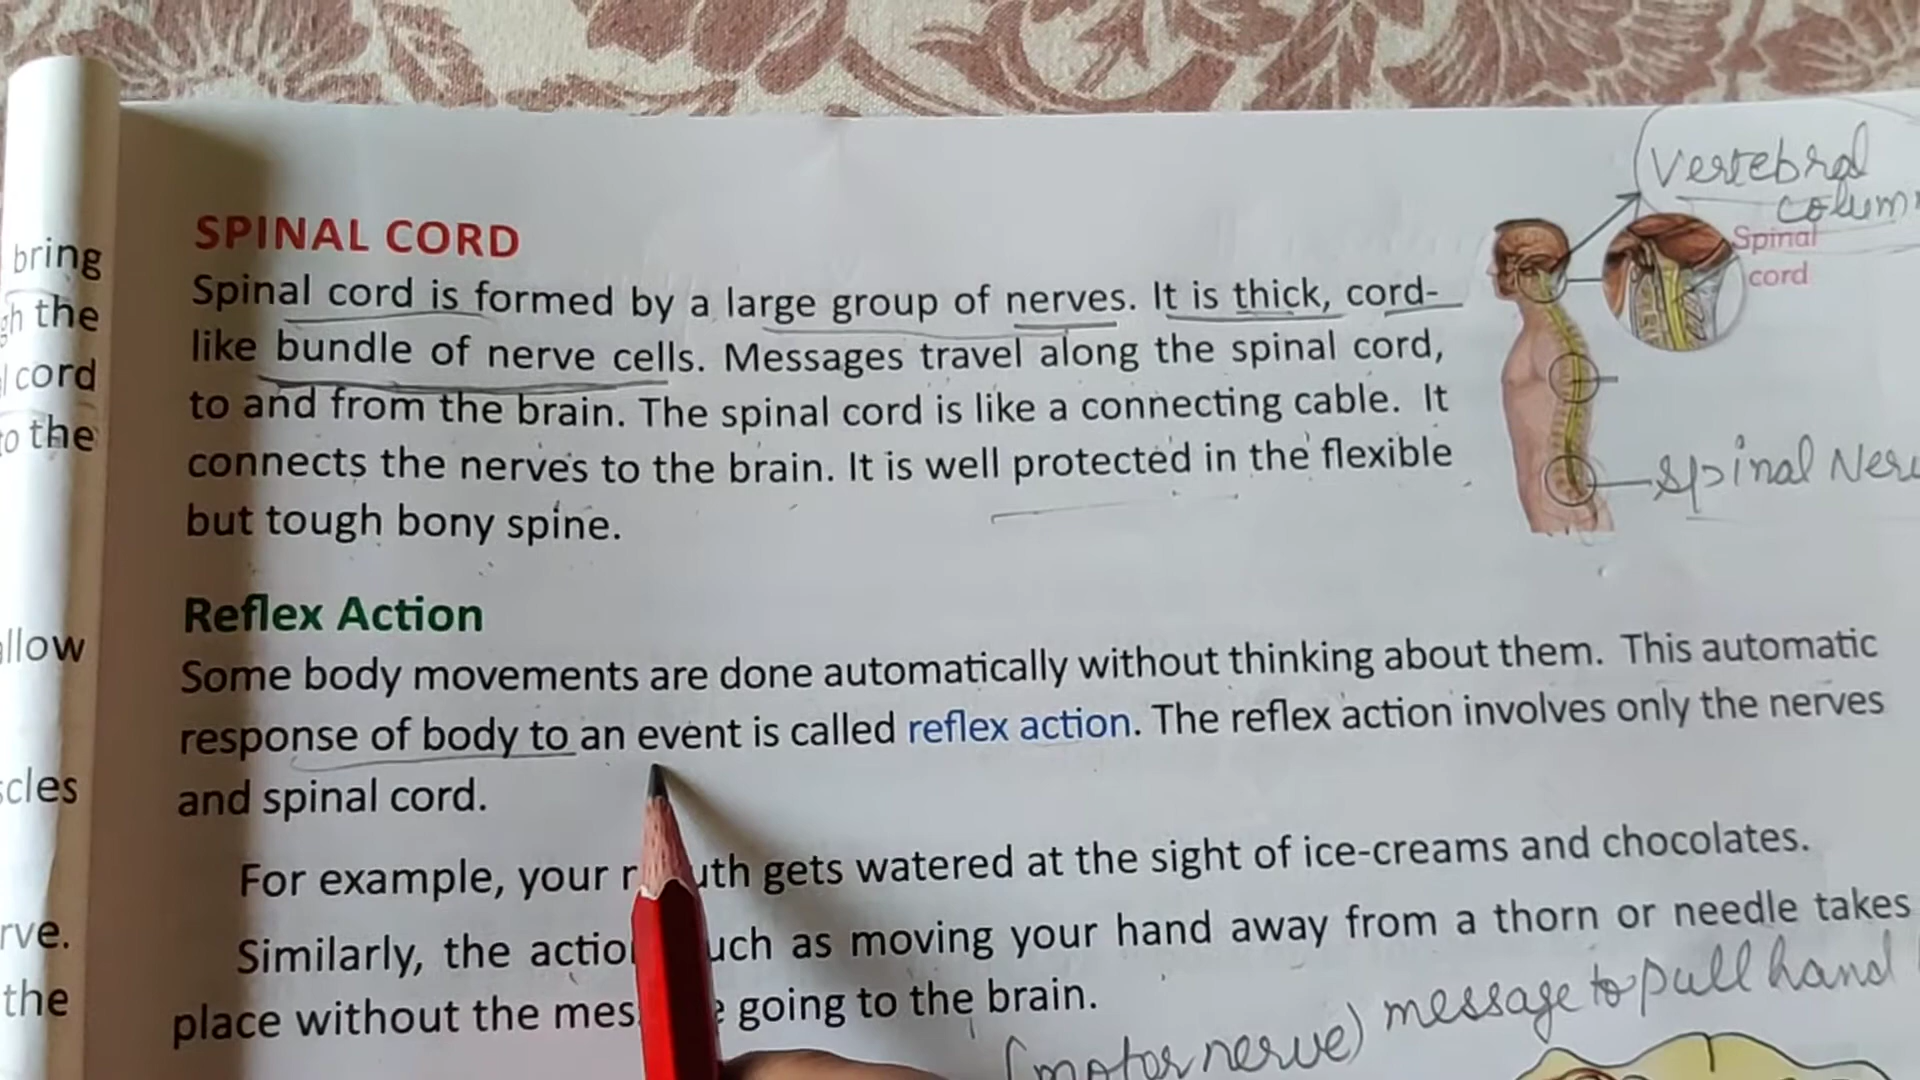 bring
the
cord
to the
llow
cles
rve.
the
Vertebral
column
SPINAL CORD
Spinal cord is formed by a large group of nerves. It is thick, cord-
like bundle of nerve cells. Messages travel along the spinal cord,
to and from the brain. The spinal cord is like a connecting cable. It
connects the nerves to the brain. It is well protected in the flexible
but tough bony spine.
Spinal
cord
Spinal
Reflex Action
Some body movements are done automatically without thinking about them. This automatic
response of body to an event is called reflex action. The reflex action involves only the nerves
and spinal cord.
For example, your gets watered at the sight of ice-creams and chocolates.
Similarly, the actio uch as moving your hand away from a thorn or needle takes
place without the mes e going to the brain.
(motor nerve) message to pull hand